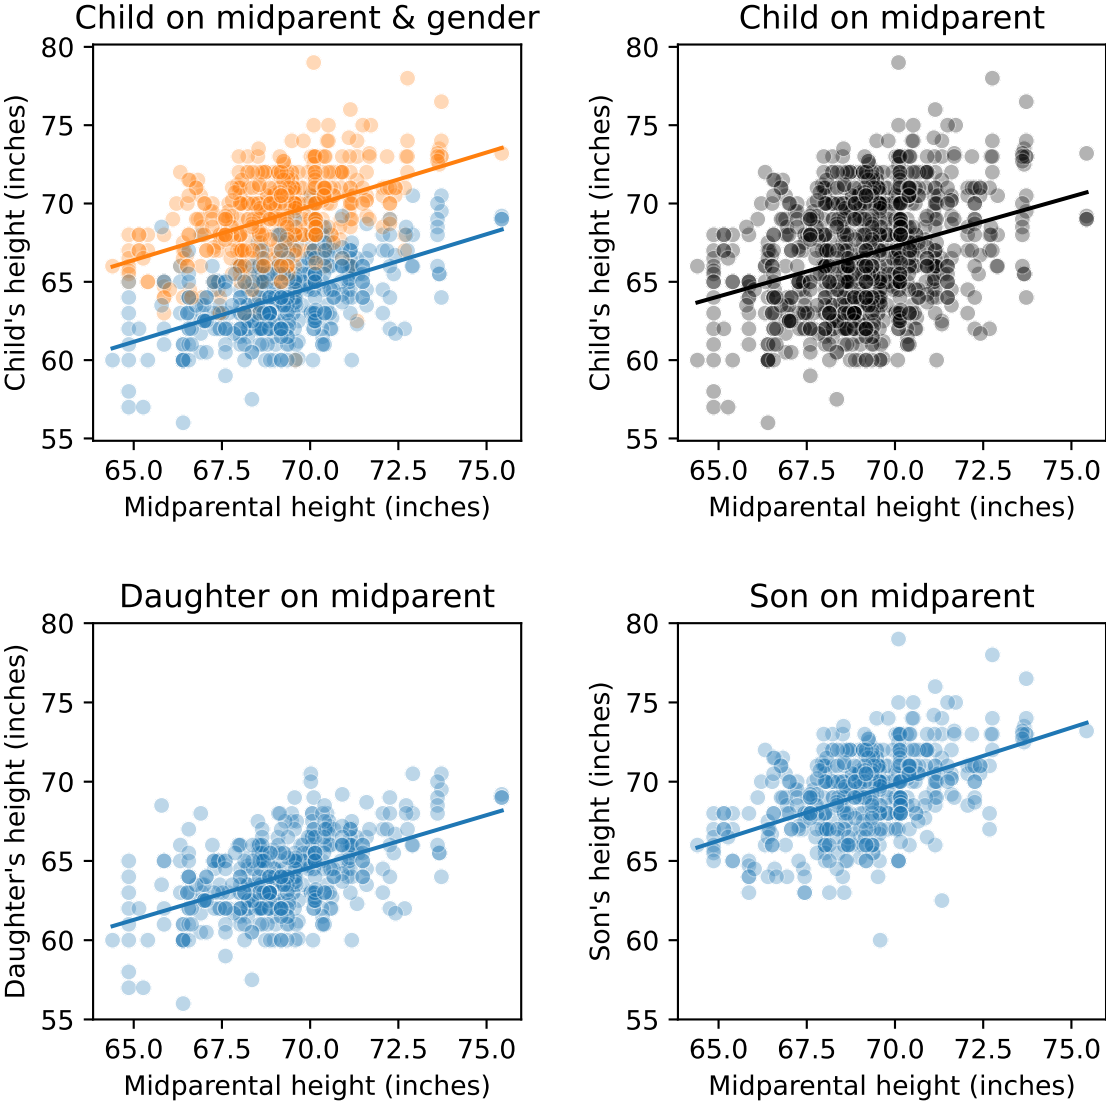 Child on midparent & gender
Child's height (inches)
80
75
70
65
60
55
65.0 67.5 70.0 72.5 75.0
Midparental height (inches)
Child on midparent
Child's height (inches)
80
75
70
65
60
55
65.0 67.5 70.0 72.5 75.0
Midparental height (inches)
Daughter on midparent
Daughter's height (inches)
80
75
70
65
60
55
65.0 67.5 70.0 72.5 75.0
Midparental height (inches)
Son on midparent
Son's height (inches)
80
75
70
65
60
55
65.0 67.5 70.0 72.5 75.0
Midparental height (inches)